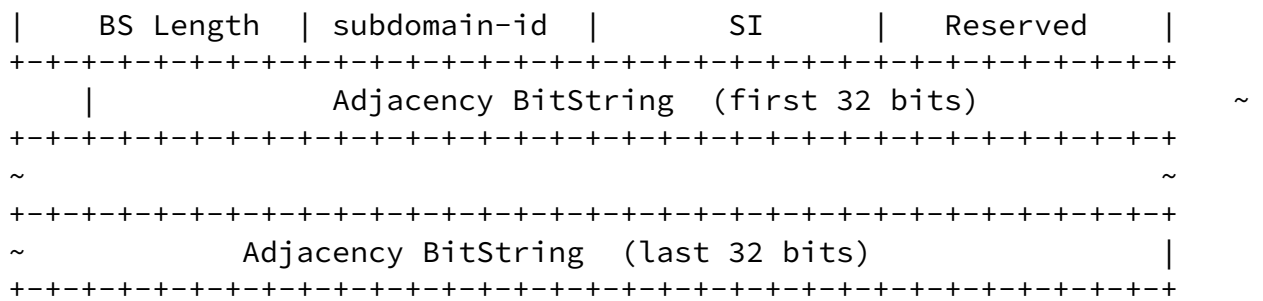 |    BS Length  | subdomain-id  |       SI      |   Reserved    |
+-+-+-+-+-+-+-+-+-+-+-+-+-+-+-+-+-+-+-+-+-+-+-+-+-+-+-+-+-+-+-+-+
    |             Adjacency BitString  (first 32 bits)              ~
+-+-+-+-+-+-+-+-+-+-+-+-+-+-+-+-+-+-+-+-+-+-+-+-+-+-+-+-+-+-+-+-+
~                                                               ~
+-+-+-+-+-+-+-+-+-+-+-+-+-+-+-+-+-+-+-+-+-+-+-+-+-+-+-+-+-+-+-+-+
~            Adjacency BitString  (last 32 bits)                |
+-+-+-+-+-+-+-+-+-+-+-+-+-+-+-+-+-+-+-+-+-+-+-+-+-+-+-+-+-+-+-+-+